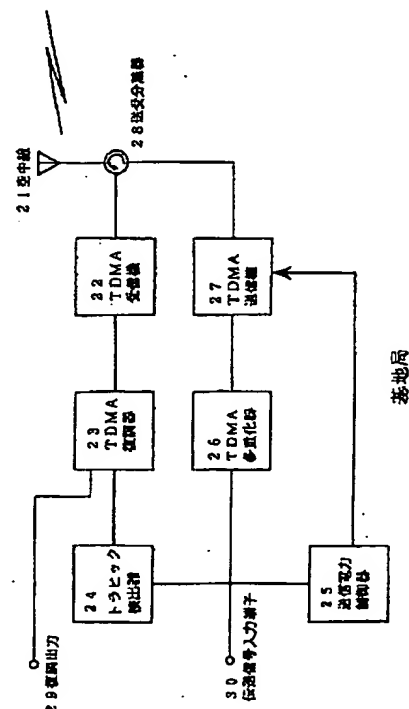 21空中線
29復調出力
24
トラヒック
検出器
23
TDMA
復調器
22
TDMA
受信機
28送受分離器
30
伝送信号入力端子
26
TDMA
多重化器
27
TDMA
送信機
25
送信電力
制御器
基地局